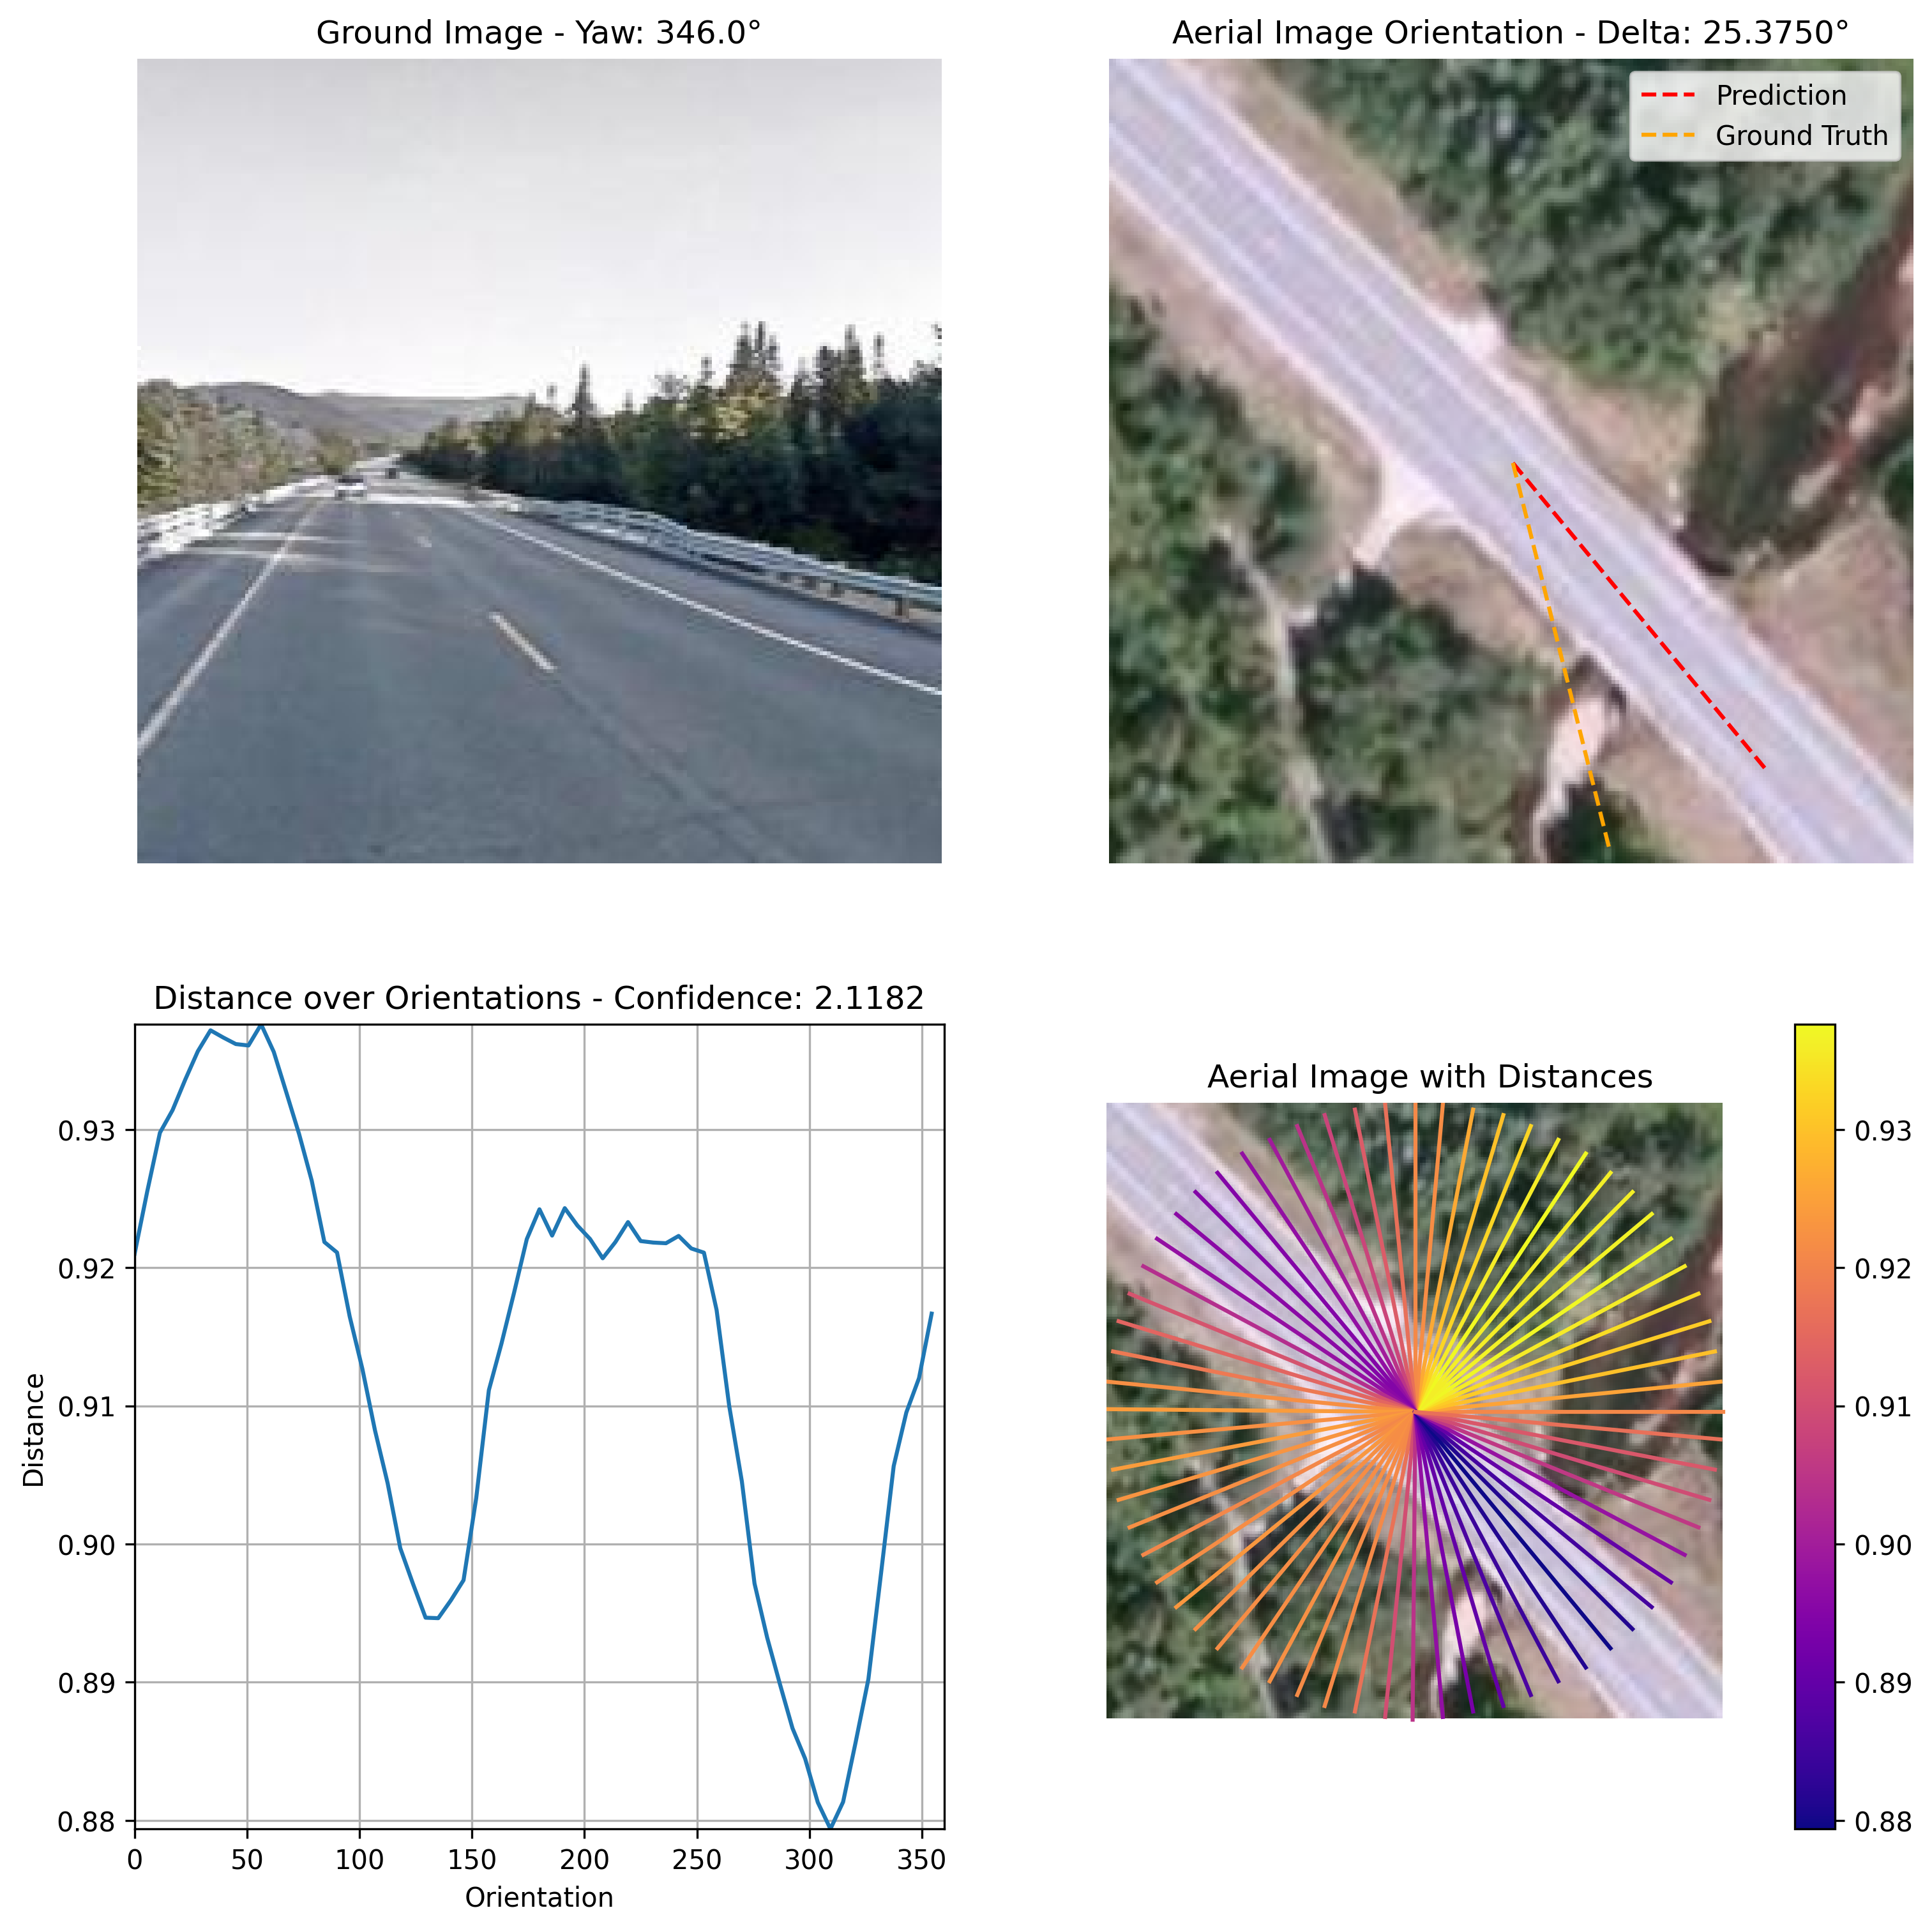 Ground Image - Yaw: 346.0°
Aerial Image Orientation - Delta: 25.3750°
Prediction
Ground Truth
Distance over Orientations - Confidence: 2.1182
Distance
0.93
0.92
0.91
0.90
0.89
0.88
0 50 100 150 200 250 300 350
Orientation
Aerial Image with Distances
0.93
0.92
0.91
0.90
0.89
0.88